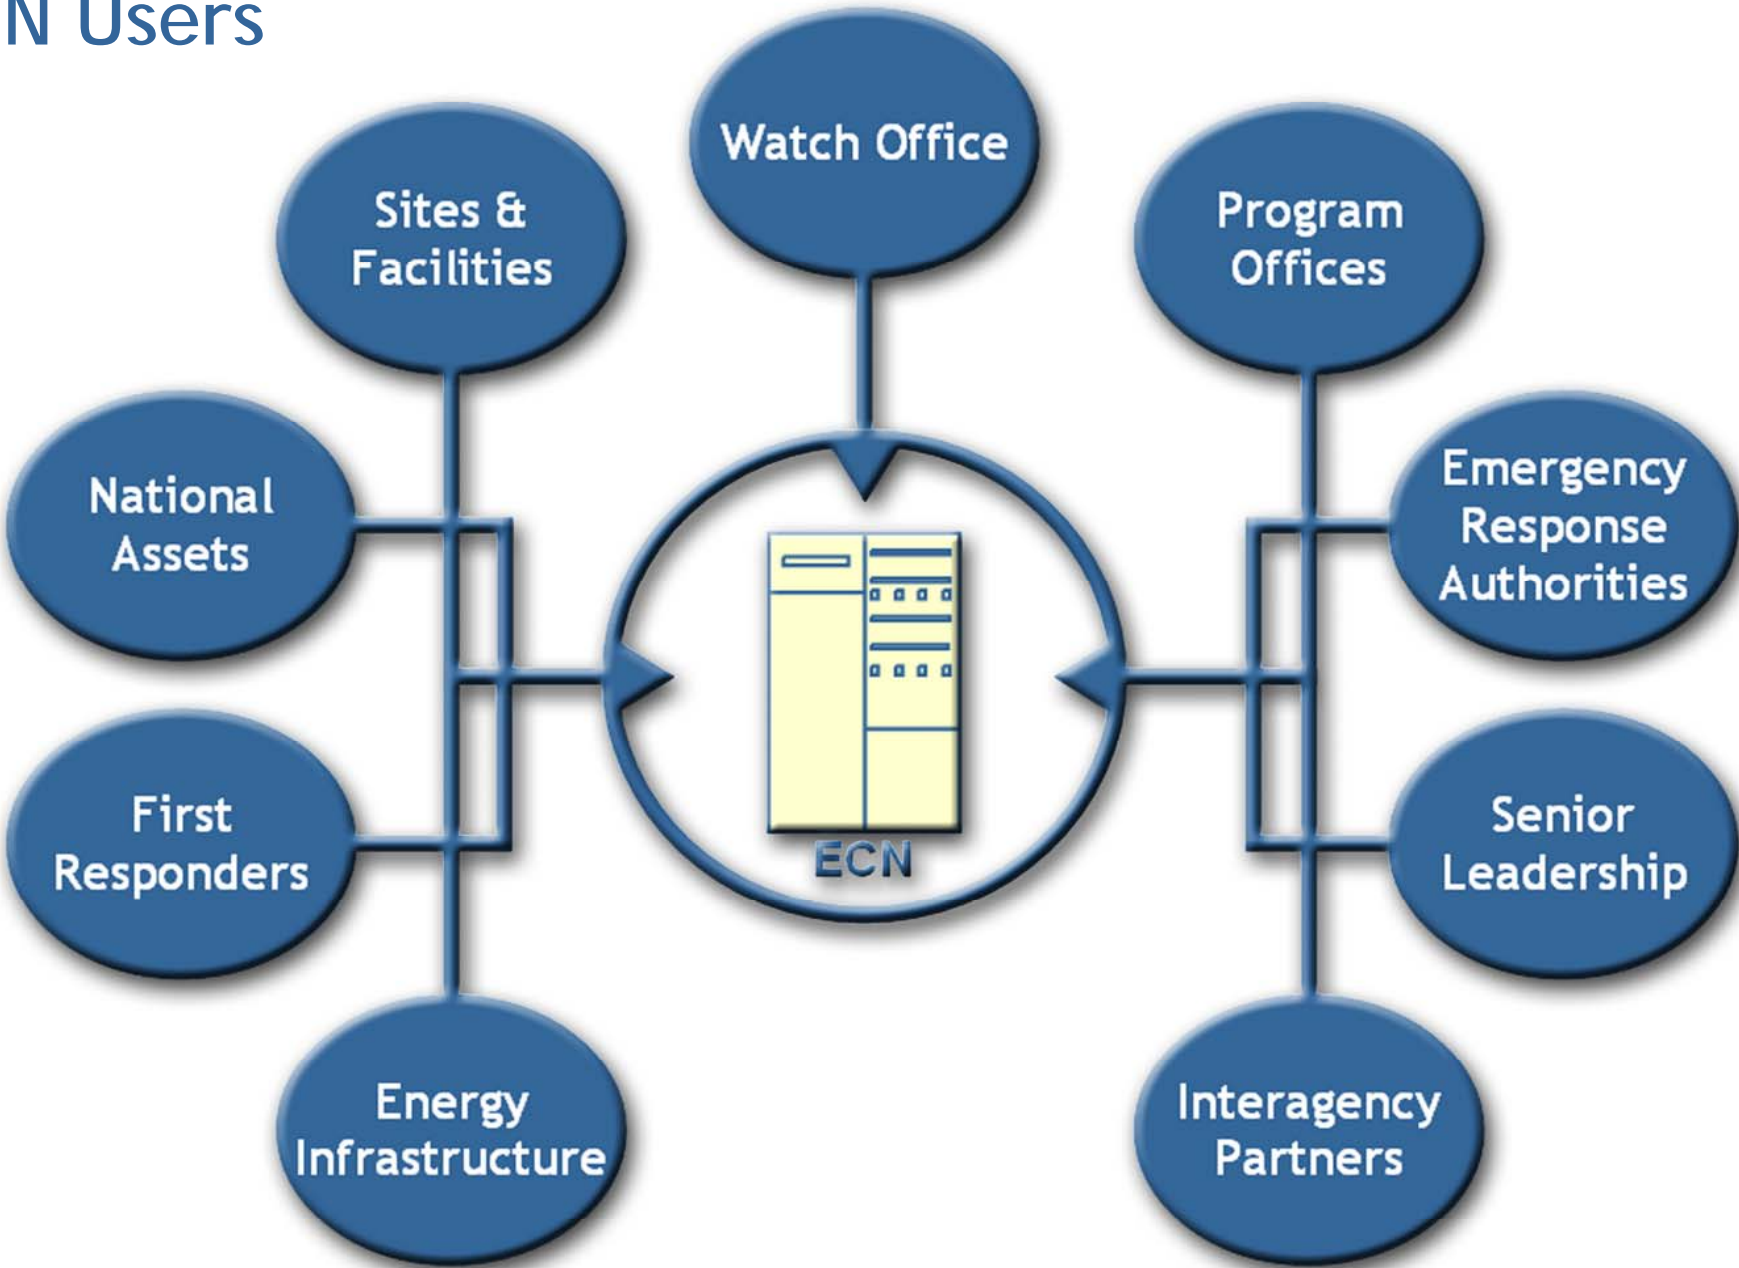 N Users
Watch Office
Sites &
Facilities
Program
Offices
National
Assets
Emergency
Response
Authorities
ECN
First
Responders
Senior
Leadership
Energy
Infrastructure
Interagency
Partners